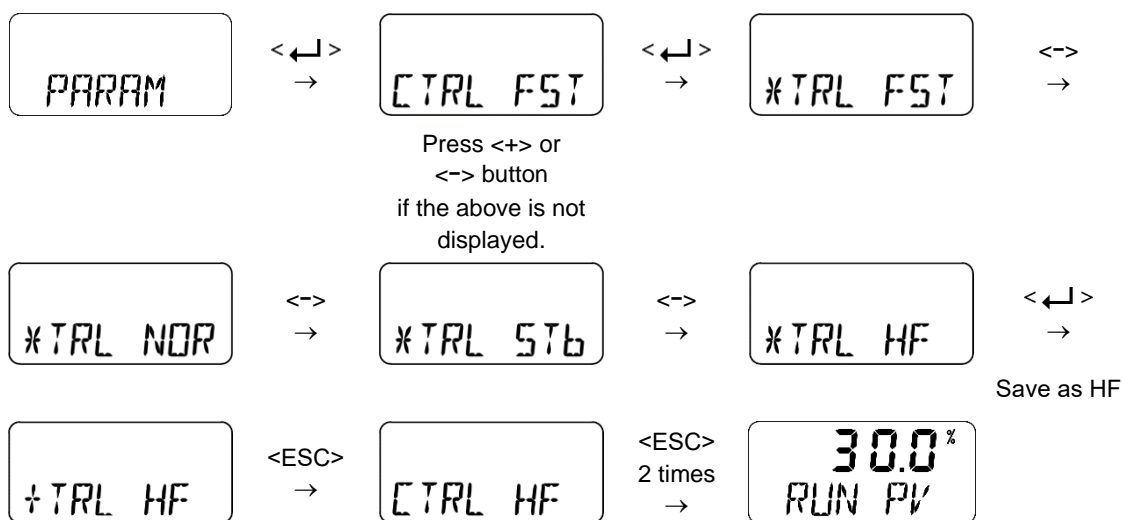 PARAM < ↵ > → CTRL FST < ↵ > → *TRL FST <-> →
Press <+> or
<-> button
if the above is not
displayed.
*TRL NOR <-> → *TRL STb <-> → *TRL HF < ↵ > →
Save as HF
30.0 %
÷TRL HF <ESC> → CTRL HF <ESC> 2 times → RUN PV